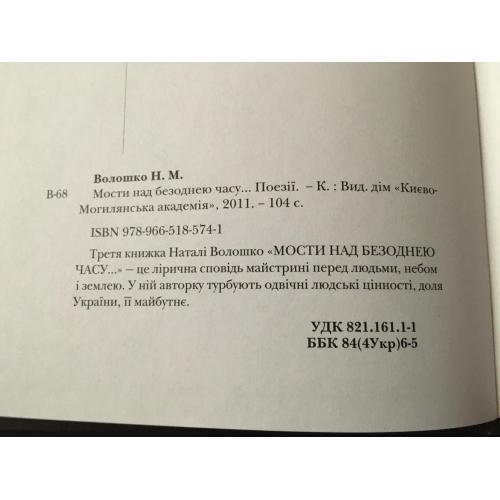 Волошко Н. М.
В-68 Мости над безоднею часу... Поезії. – К. : Вид. дім «Києво-
Могилянська академія», 2011. – 104 с.
ISBN 978-966-518-574-1
Третя книжка Наталі Волошко «МОСТИ НАД БЕЗОДНЕЮ
ЧАСУ...» – це лірична сповідь майстрині перед людьми, небом
і землею. У ній авторку турбують одвічні людські цінності, доля
України, її майбутнє.
УДК 821.161.1-1
ББК 84(4Укр)6-5